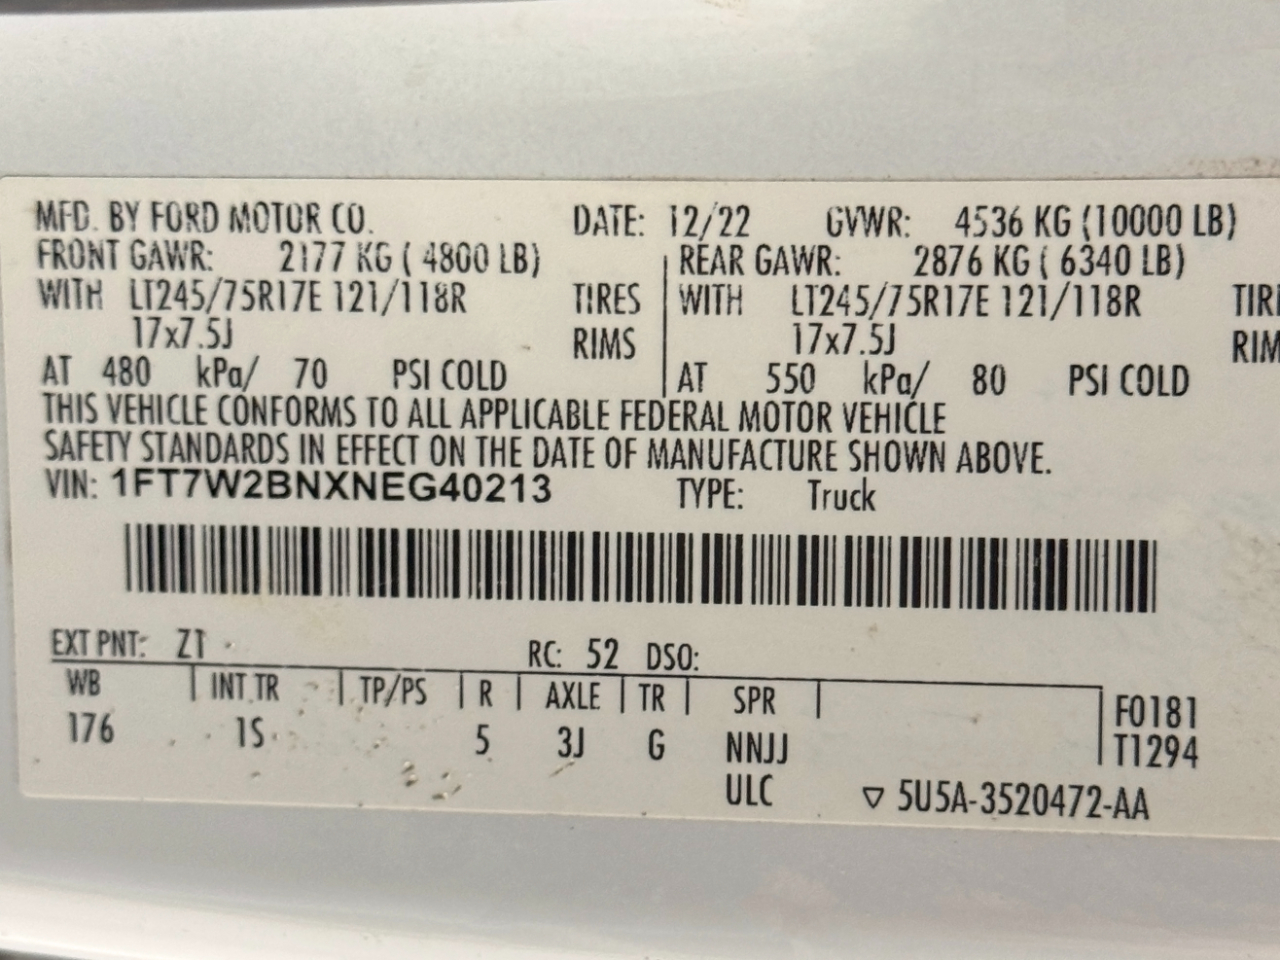 MFD. BY FORD MOTOR CO. DATE: 12/22 GVWR: 4536 KG (10000 LB)
FRONT GAWR: 2177 KG ( 4800 LB) REAR GAWR: 2876 KG ( 6340 LB)
WITH LT245/75R17E 121/118R TIRES WITH LT245/75R17E 121/118R TIRE
17x7.5J RIMS 17x7.5J RIM
AT 480 kPa/ 70 PSI COLD AT 550 kPa/ 80 PSI COLD
THIS VEHICLE CONFORMS TO ALL APPLICABLE FEDERAL MOTOR VEHICLE
SAFETY STANDARDS IN EFFECT ON THE DATE OF MANUFACTURE SHOWN ABOVE.
VIN: 1FT7W2BNXNEG40213 TYPE: Truck
EXT PNT: Z1 RC: 52 DSO:
WB INT TR TP/PS R AXLE TR SPR F0181
176 1S 5 3J G NNJJ T1294
ULC ▽ 5U5A-3520472-AA